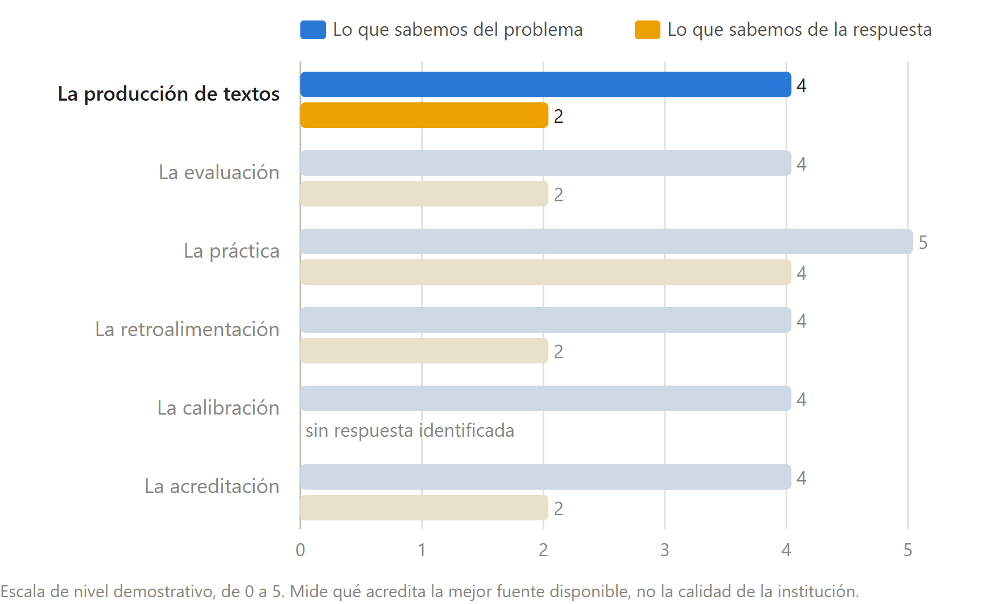 Lo que sabemos del problema
Lo que sabemos de la respuesta
La producción de textos
4
2
La evaluación
4
2
La práctica
5
4
La retroalimentación
4
2
La calibración
4
sin respuesta identificada
La acreditación
4
2
0 1 2 3 4 5
Escala de nivel demostrativo, de 0 a 5. Mide qué acredita la mejor fuente disponible, no la calidad de la institución.